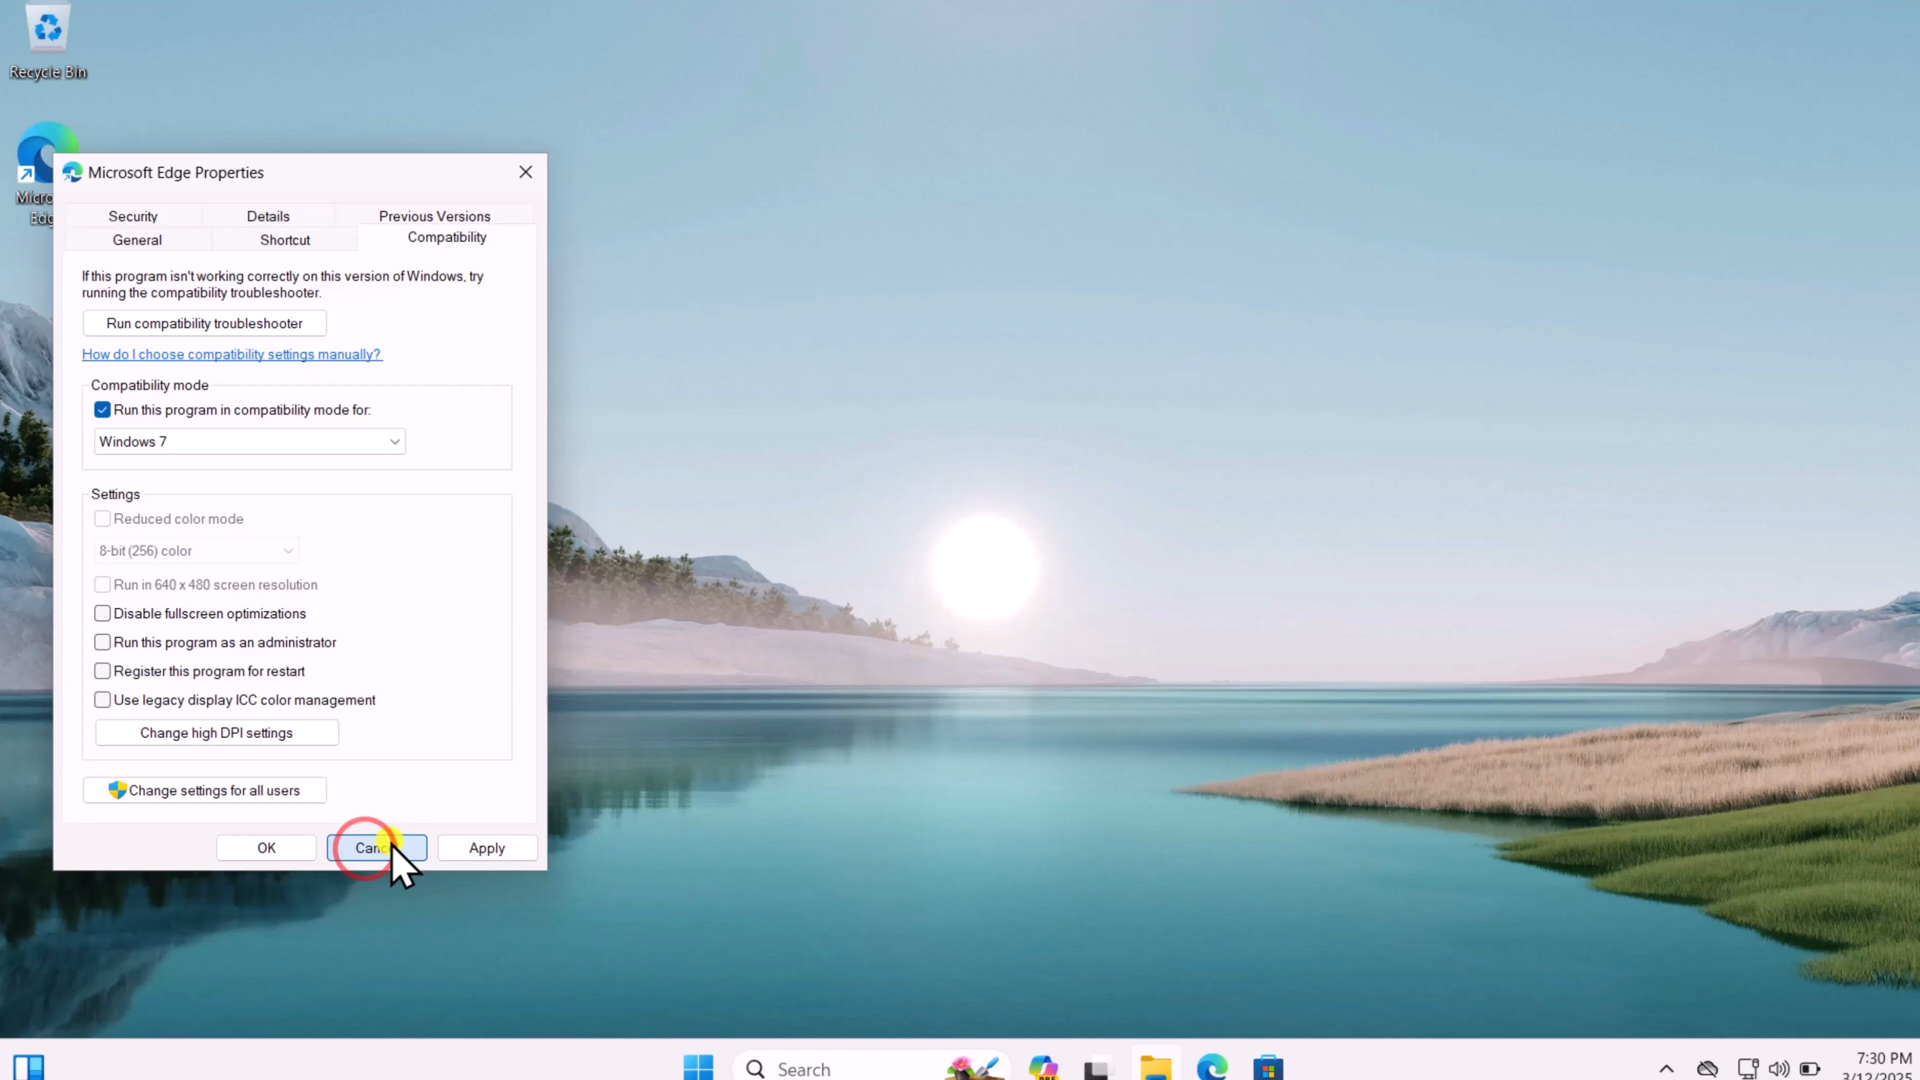 Recycle Bin
Microsoft Edge Properties
Security
Details
Previous Versions
General
Shortcut
Compatibility
If this program isn't working correctly on this version of Windows, try
running the compatibility troubleshooter.
Run compatibility troubleshooter
How do I choose compatibility settings manually?
Compatibility mode
Run this program in compatibility mode for:
Windows 7
Settings
Reduced color mode
8-bit (256) color
Run in 640 x 480 screen resolution
Disable fullscreen optimizations
Run this program as an administrator
Register this program for restart
Use legacy display ICC color management
Change high DPI settings
Change settings for all users
OK
Apply
Search
7:30 PM
3/12/2025